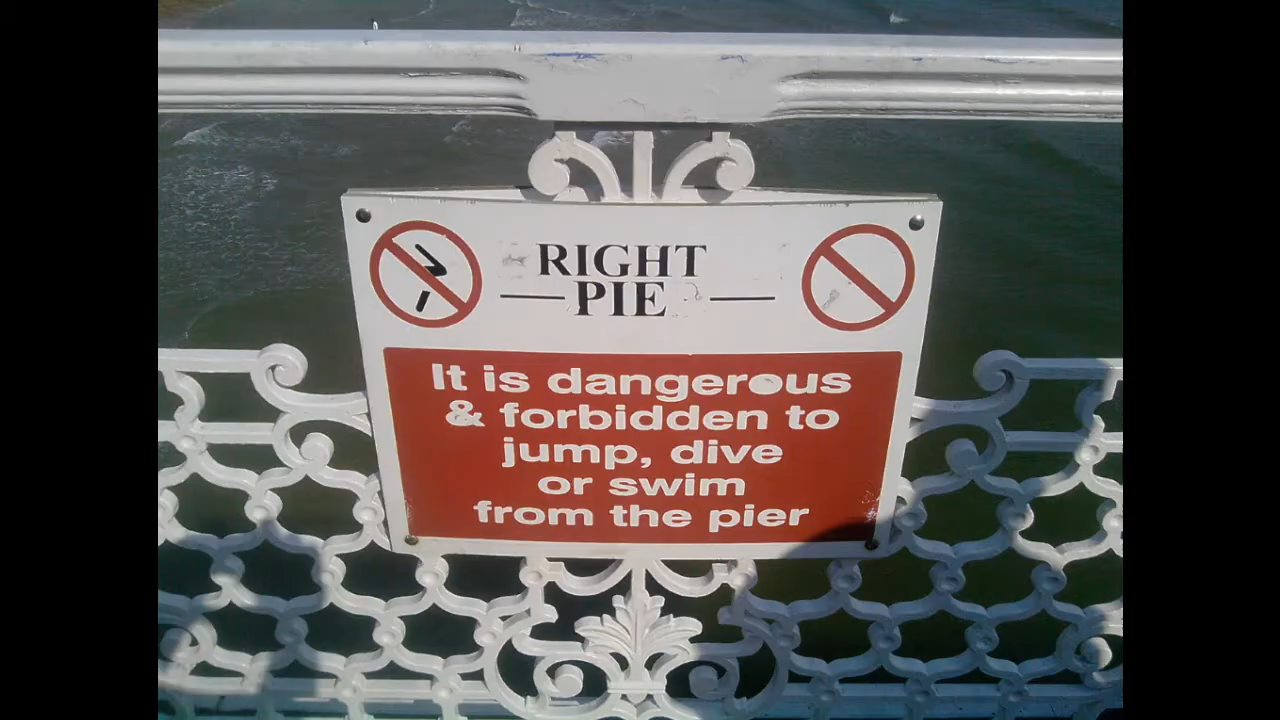 RIGHT
PIE
It is dangerous
& forbidden to
jump, dive
or swim
from the pier